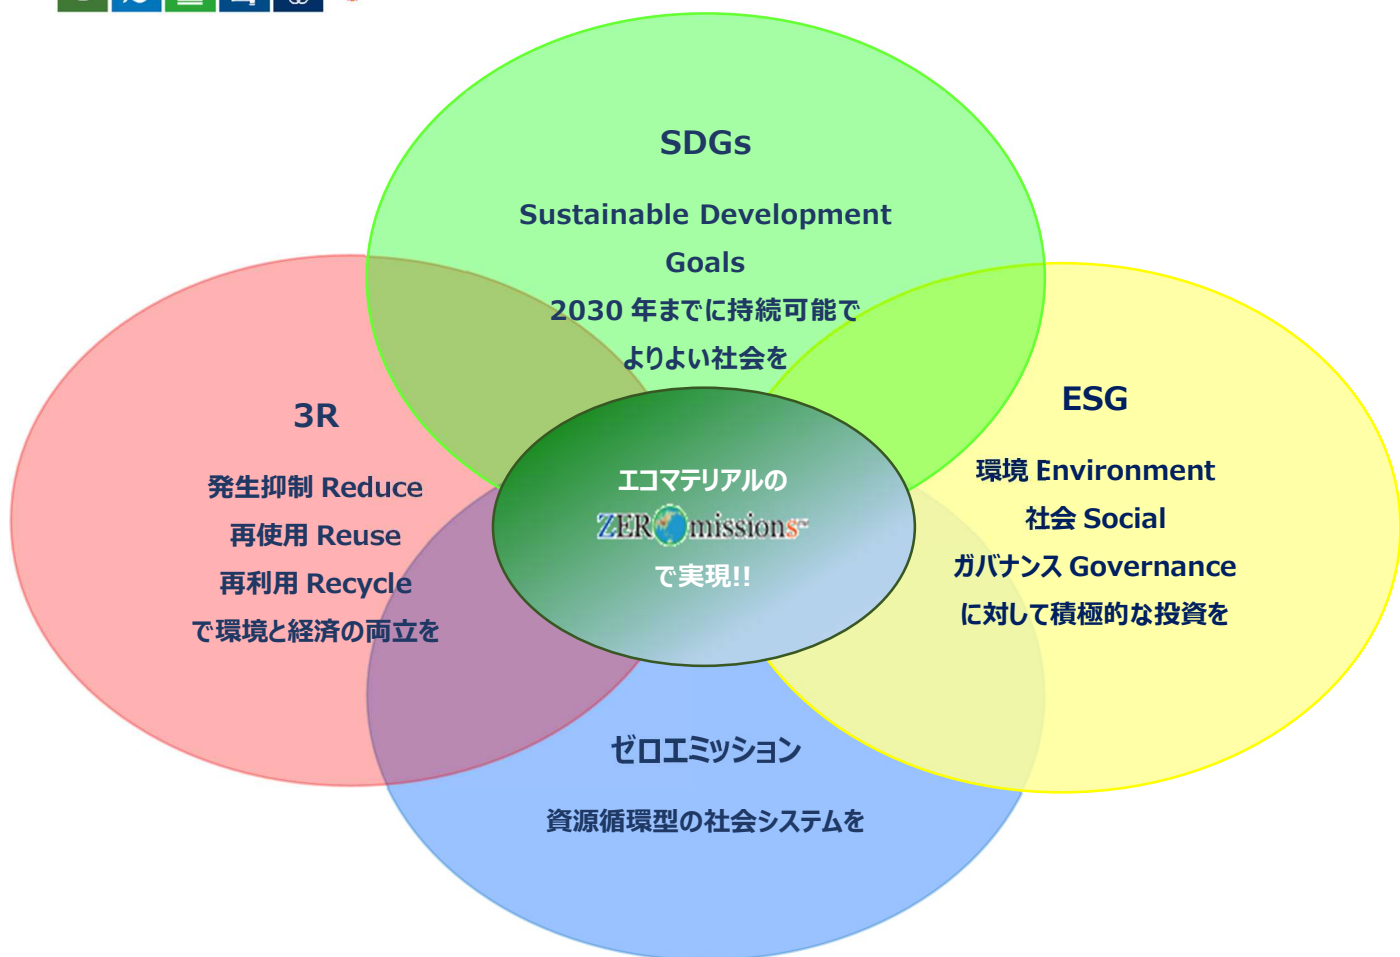 SDGs
Sustainable Development
Goals
2030 年までに持続可能で
よりよい社会を
3R
発生抑制 Reduce
再使用 Reuse
再利用 Recycle
で環境と経済の両立を
ESG
環境 Environment
社会 Social
ガバナンス Governance
に対して積極的な投資を
エコマテリアルの
ZEROmissions™
で実現!!
ゼロエミッション
資源循環型の社会システムを